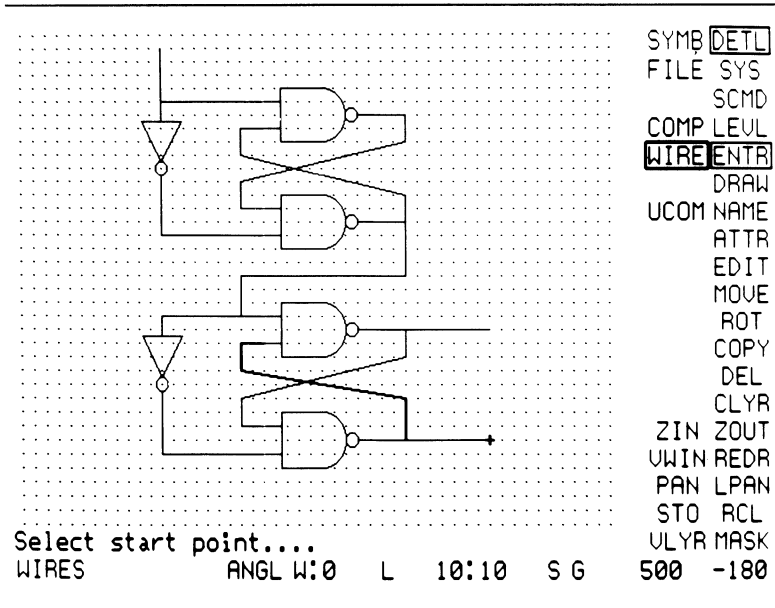 SYMB DETL
FILE SYS
SCMD
COMP LEVL
WIRE ENTR
DRAW
UCOM NAME
ATTR
EDIT
MOVE
ROT
COPY
DEL
CLYR
ZIN ZOUT
VWIN REDR
PAN LPAN
STO RCL
VLYR MASK
Select start point....
WIRES ANGL W:0 L 10:10 S G 500 -180